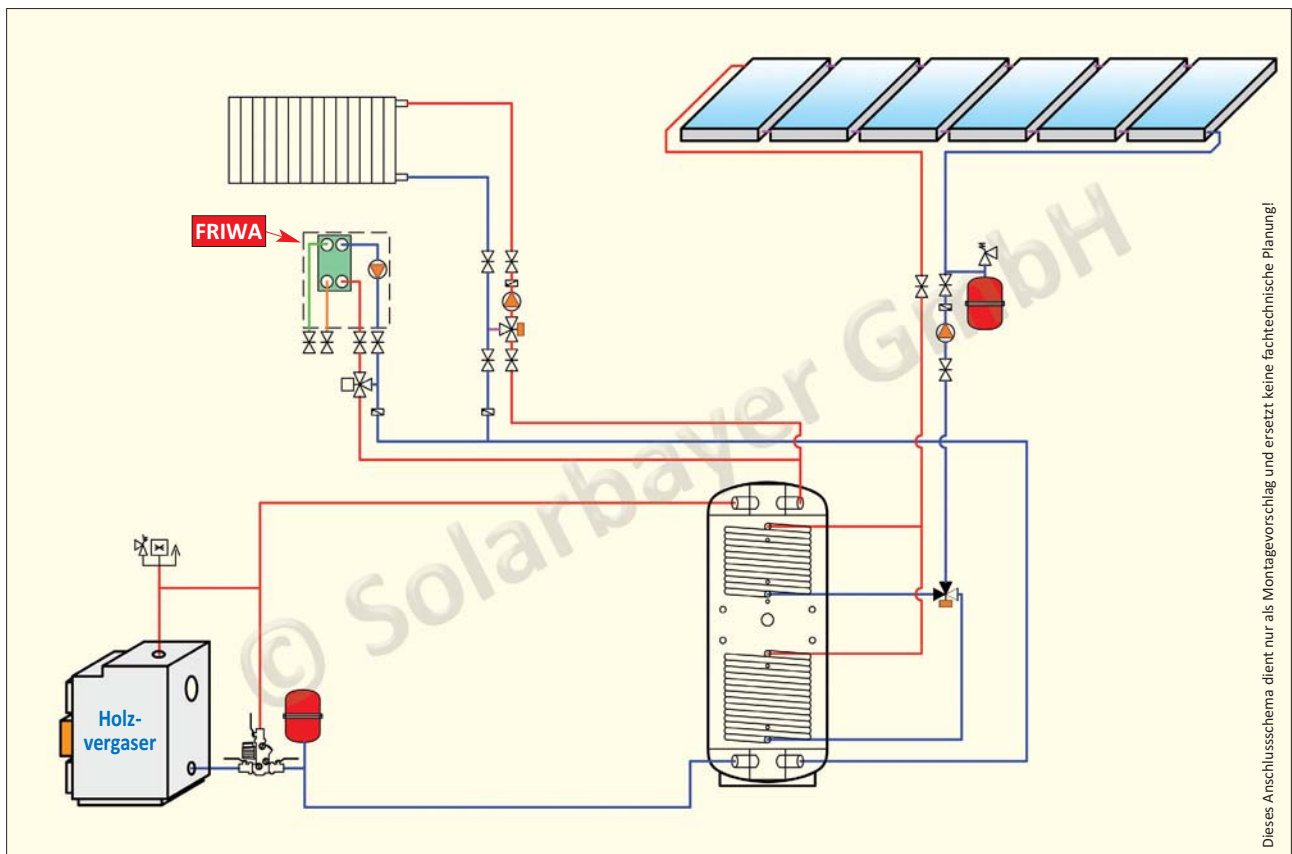 FRIWA
Holz-
vergaser
© Solarbayer GmbH
Dieses Anschlussschema dient nur als Montagevorschlag und ersetzt keine fachtechnische Planung!